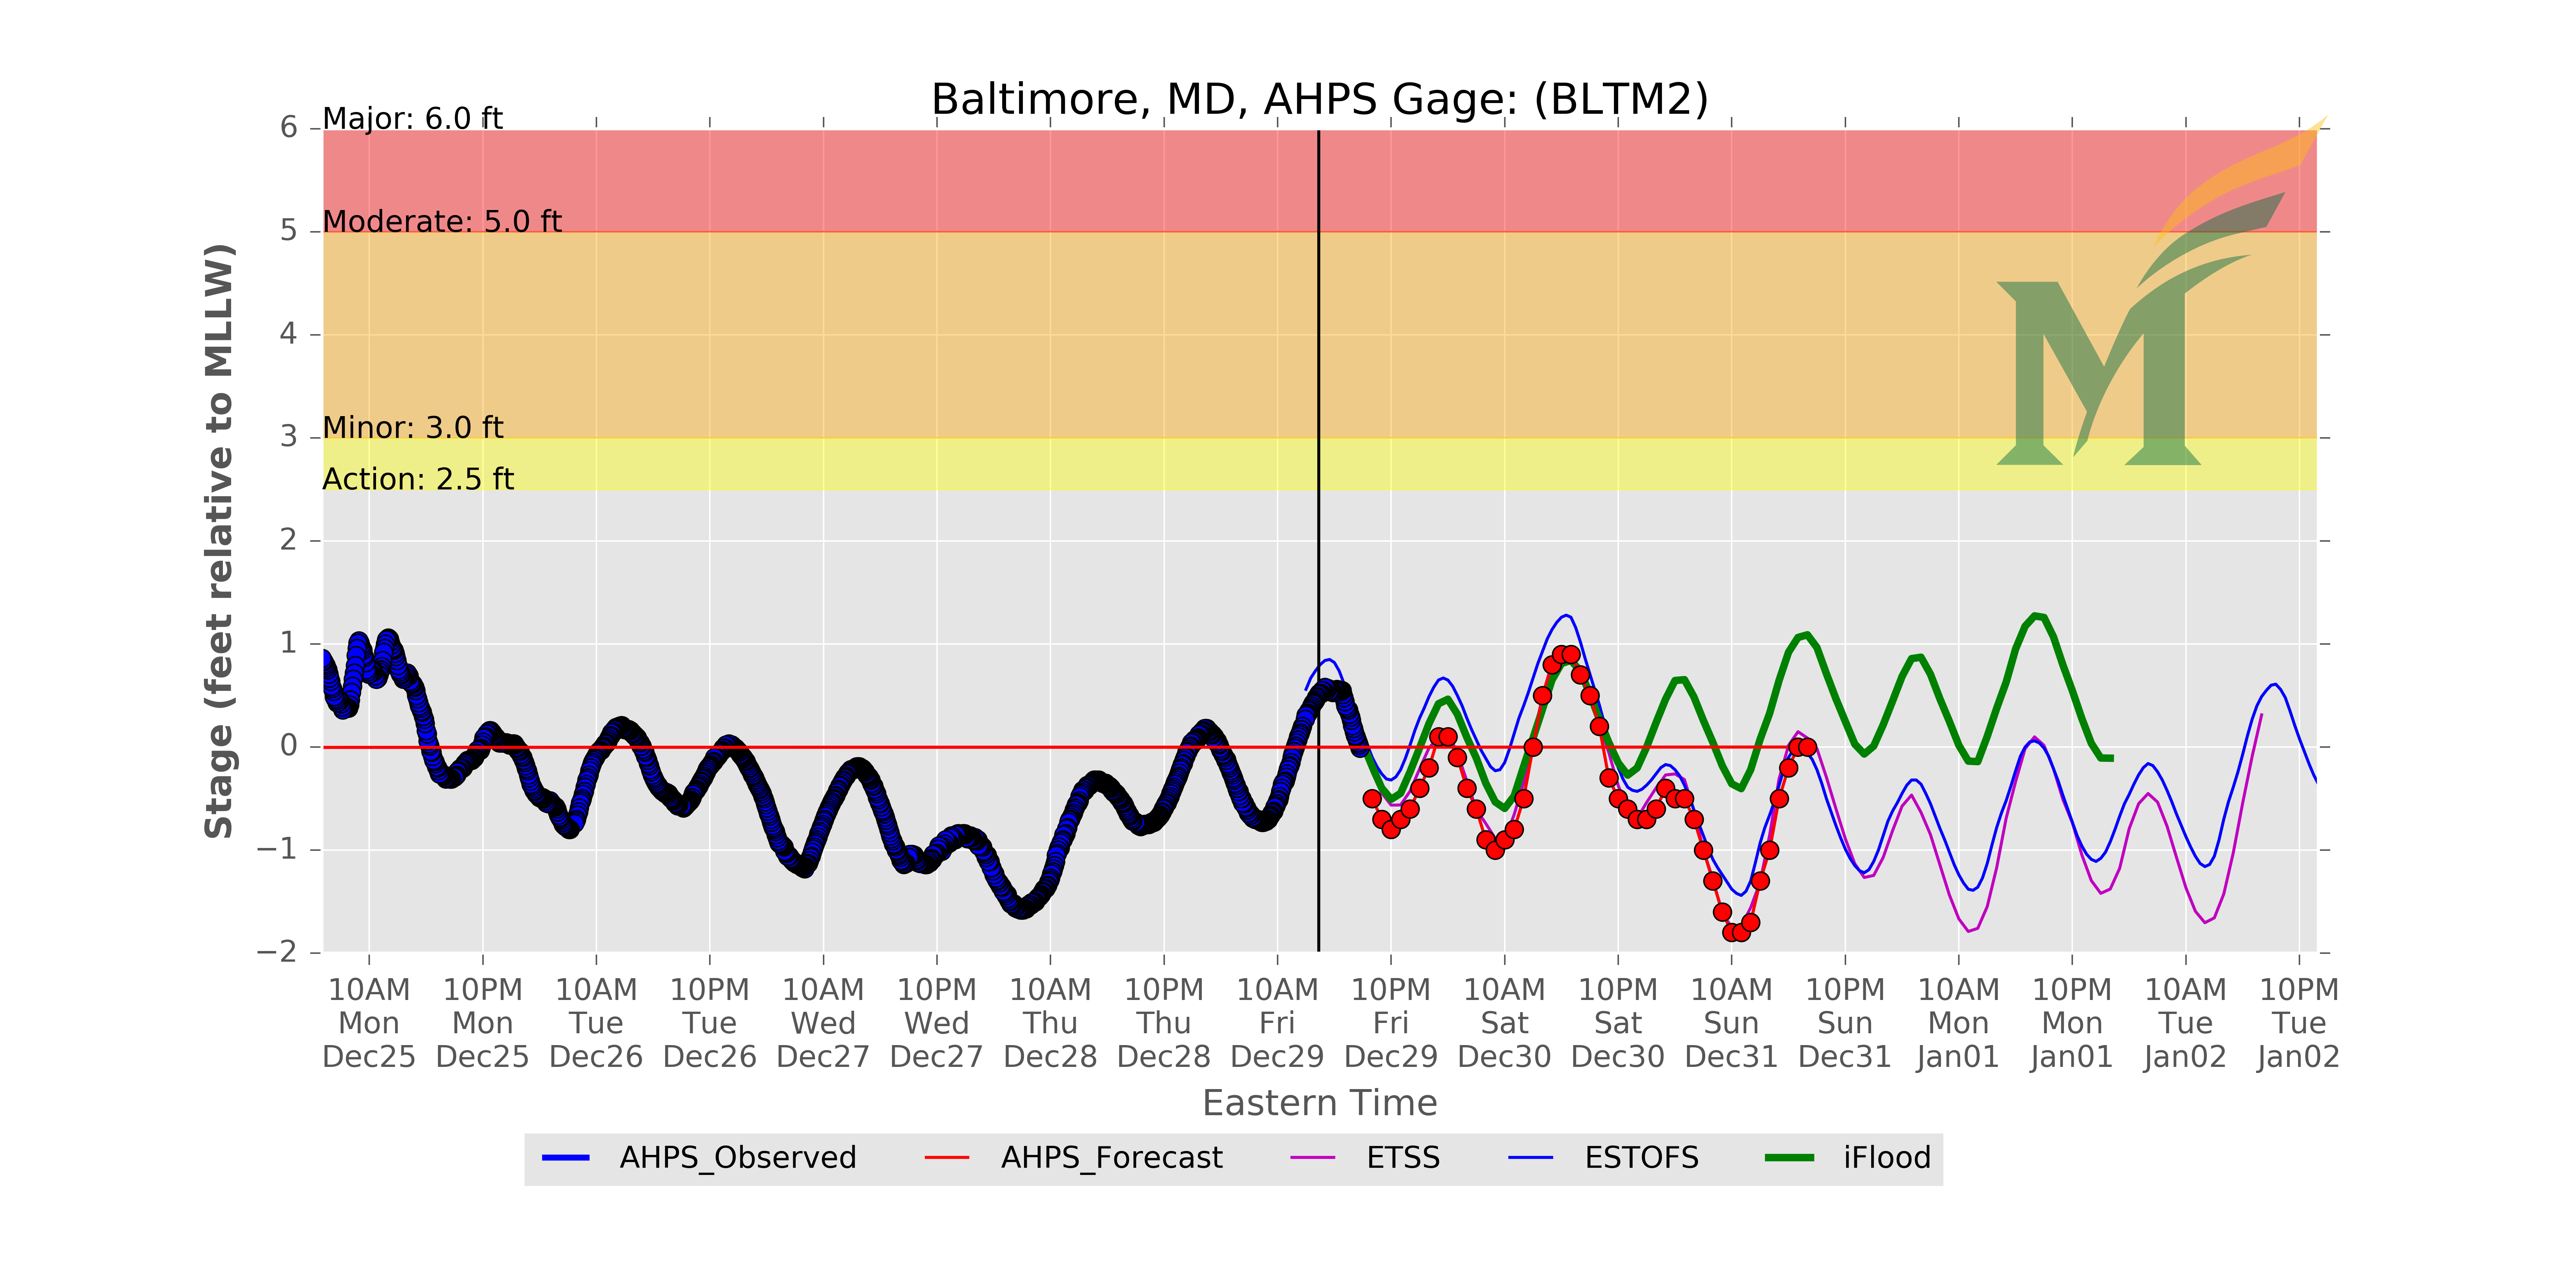 Baltimore, MD, AHPS Gage: (BLTM2)
Major: 6.0 ft
Moderate: 5.0 ft
Minor: 3.0 ft
Action: 2.5 ft
Stage (feet relative to MLLW)
6
5
4
3
2
1
0
−1
−2
10AM 10PM 10AM 10PM 10AM 10PM 10AM 10PM 10AM 10PM 10AM 10PM 10AM 10PM 10AM 10PM 10AM 10PM
Mon Mon Tue Tue Wed Wed Thu Thu Fri Fri Sat Sat Sun Sun Mon Mon Tue Tue
Dec25 Dec25 Dec26 Dec26 Dec27 Dec27 Dec28 Dec28 Dec29 Dec29 Dec30 Dec30 Dec31 Dec31 Jan01 Jan01 Jan02 Jan02
Eastern Time
AHPS_Observed AHPS_Forecast ETSS ESTOFS iFlood
M